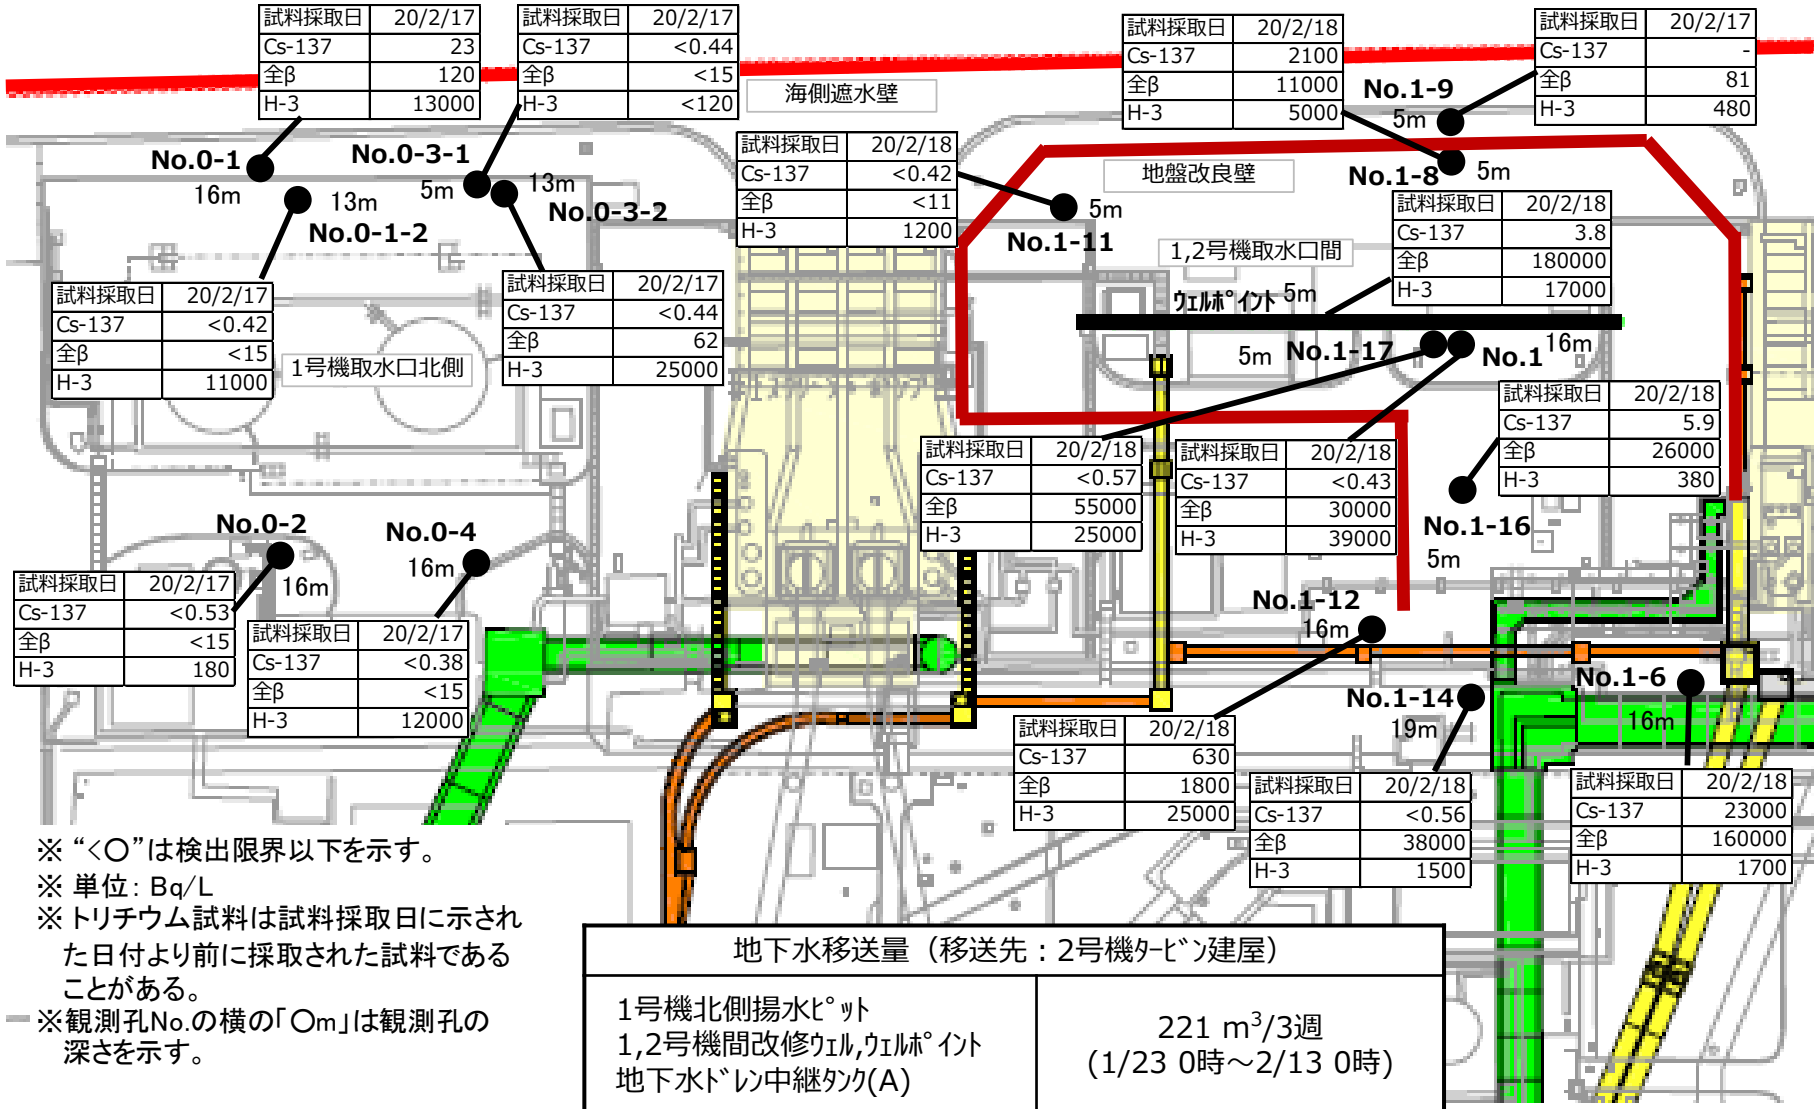 試料採取日 20/2/17
Cs-137 23
全β 120
H-3 13000
試料採取日 20/2/17
Cs-137 <0.44
全β <15
H-3 <120
海側遮水壁
試料採取日 20/2/18
Cs-137 2100
全β 11000
H-3 5000
試料採取日 20/2/17
Cs-137 -
全β 81
H-3 480
No.1-9
5m
No.0-1
16m
No.0-3-1
5m
13m
No.0-3-2
13m
No.0-1-2
試料採取日 20/2/18
Cs-137 <0.42
全β <11
H-3 1200
5m
No.1-11
地盤改良壁
No.1-8
5m
試料採取日 20/2/18
Cs-137 3.8
全β 180000
H-3 17000
1,2号機取水口間
ウェルポイント 5m
試料採取日 20/2/17
Cs-137 <0.42
全β <15
H-3 11000
1号機取水口北側
試料採取日 20/2/17
Cs-137 <0.44
全β 62
H-3 25000
5m No.1-17
No.1 16m
試料採取日 20/2/18
Cs-137 5.9
全β 26000
H-3 380
試料採取日 20/2/18
Cs-137 <0.57
全β 55000
H-3 25000
試料採取日 20/2/18
Cs-137 <0.43
全β 30000
H-3 39000
No.1-16
5m
No.0-2
16m
No.0-4
16m
試料採取日 20/2/17
Cs-137 <0.53
全β <15
H-3 180
試料採取日 20/2/17
Cs-137 <0.38
全β <15
H-3 12000
No.1-12
16m
No.1-14
19m
No.1-6
16m
試料採取日 20/2/18
Cs-137 630
全β 1800
H-3 25000
試料採取日 20/2/18
Cs-137 <0.56
全β 38000
H-3 1500
試料採取日 20/2/18
Cs-137 23000
全β 160000
H-3 1700
※ “<○”は検出限界以下を示す。
※ 単位: Bq/L
※ トリチウム試料は試料採取日に示され
た日付より前に採取された試料である
ことがある。
※観測孔No.の横の「○m」は観測孔の
深さを示す。
地下水移送量（移送先：2号機ﾀｰﾋﾞﾝ建屋）
1号機北側揚水ﾋﾟｯﾄ
1,2号機間改修ｳｪﾙ,ｳｪﾙﾎﾟｲﾝﾄ
地下水ﾄﾞﾚﾝ中継ﾀﾝｸ(A)
221 m³/3週
(1/23 0時～2/13 0時)